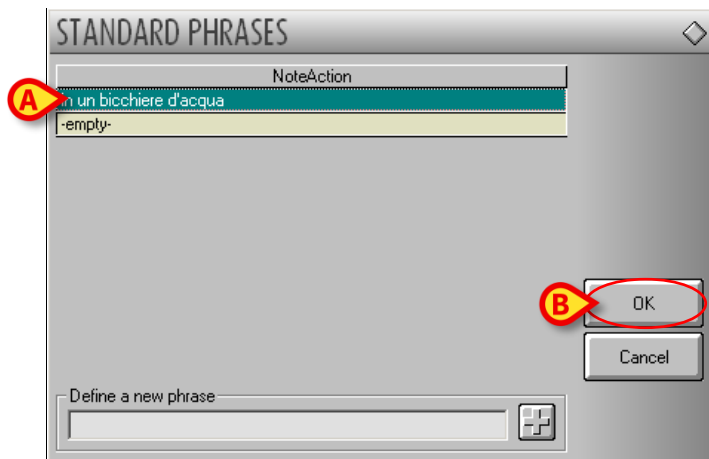 STANDARD PHRASES
NoteAction
A
in un bicchiere d'acqua
-empty-
B
OK
Cancel
Define a new phrase